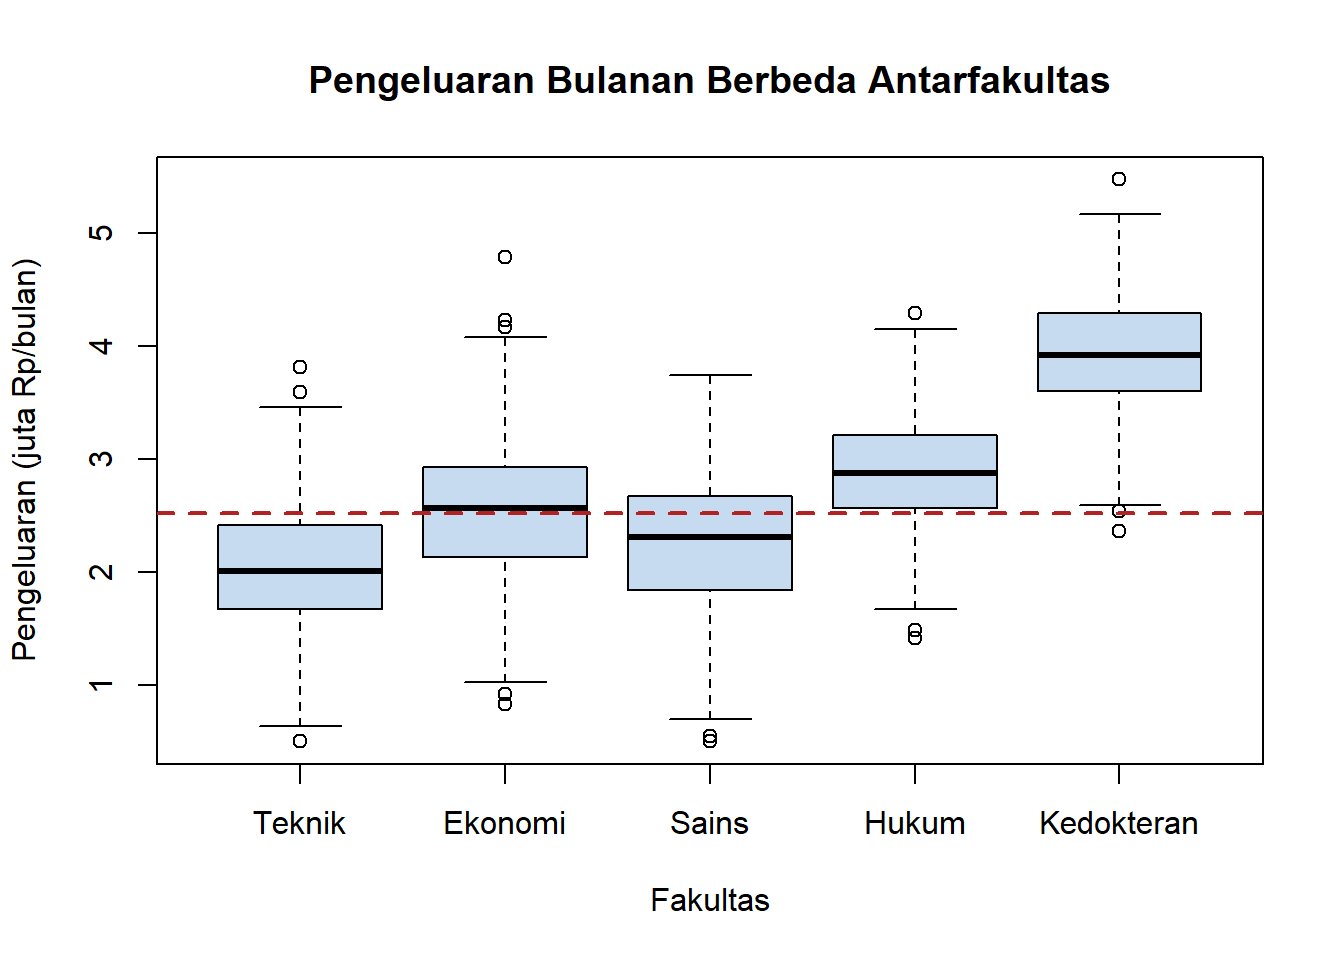 Pengeluaran Bulanan Berbeda Antarfakultas
Pengeluaran (juta Rp/bulan)
5
4
3
2
1
Teknik Ekonomi Sains Hukum Kedokteran
Fakultas